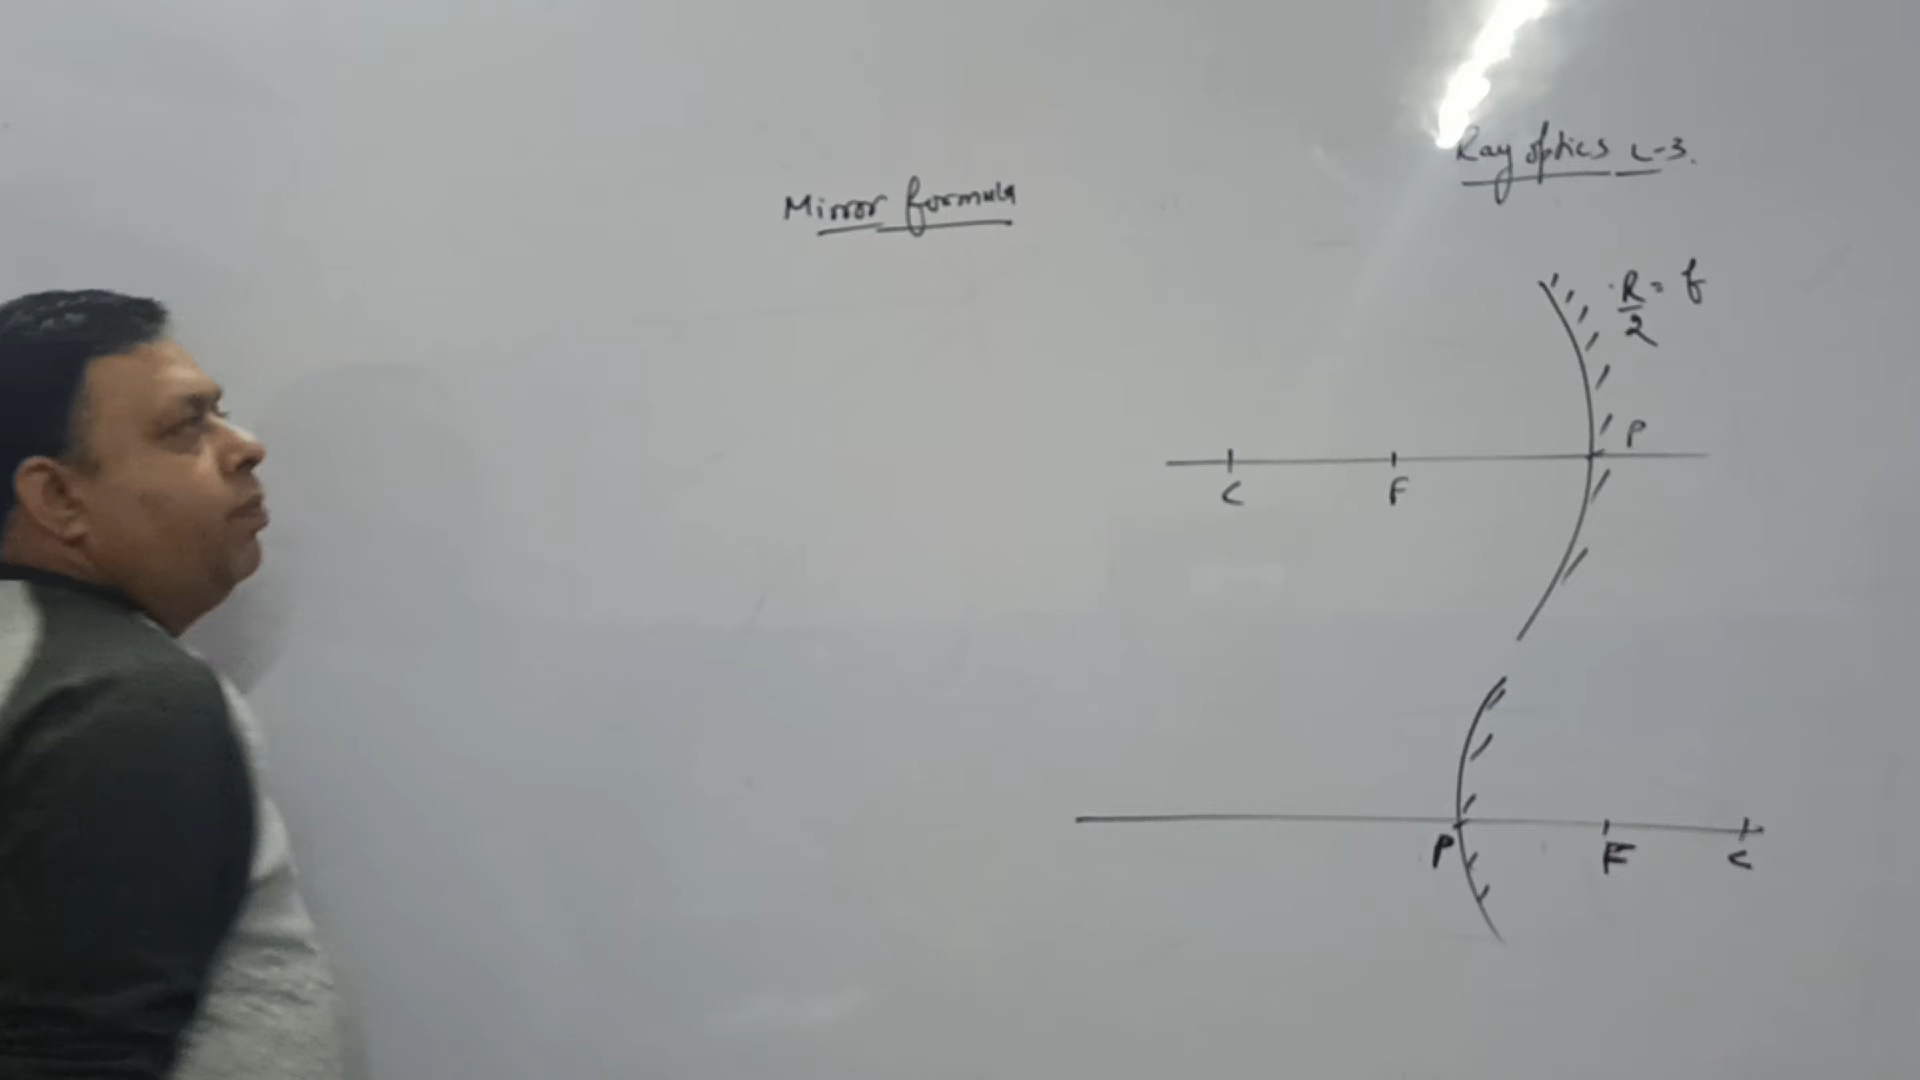 Ray optics L-3.
Mirror formula
R/2 = f
P
C F
P F C